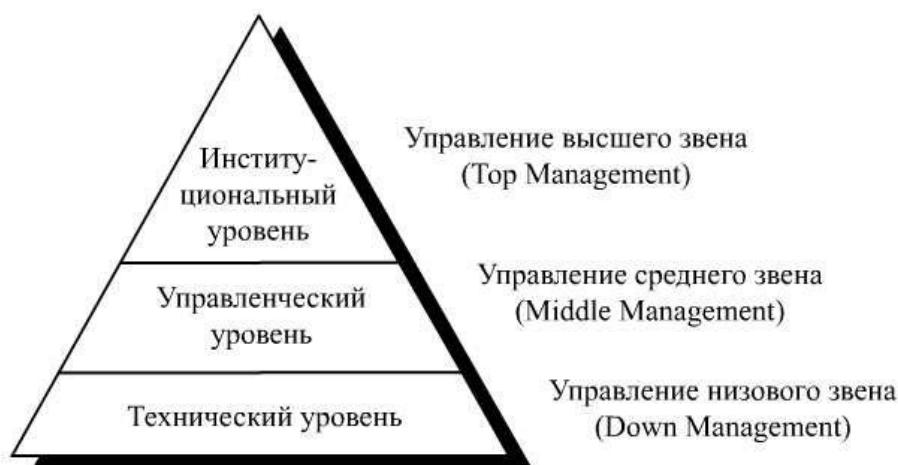 Институ-
циональный
уровень
Управление высшего звена
(Top Management)
Управленческий
уровень
Управление среднего звена
(Middle Management)
Технический уровень
Управление низового звена
(Down Management)